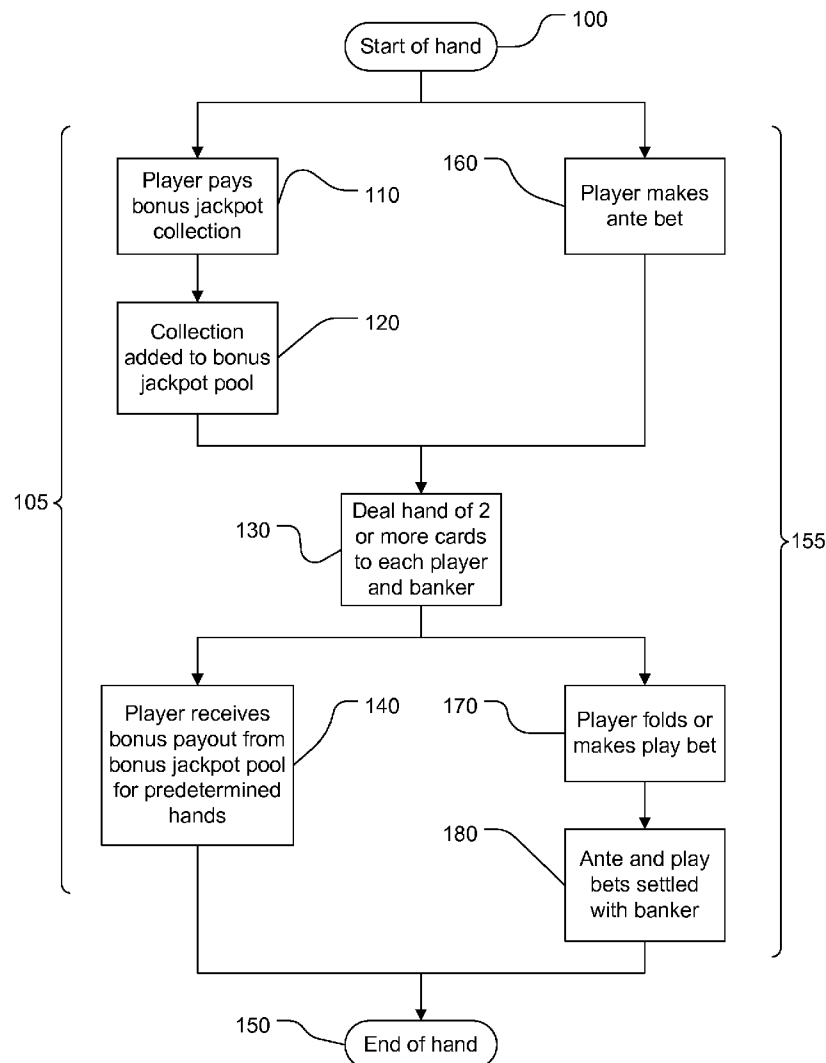 Start of hand
100
Player pays
bonus jackpot
collection
110
160
Player makes
ante bet
Collection
added to bonus
jackpot pool
120
105
130
Deal hand of 2
or more cards
to each player
and banker
155
Player receives
bonus payout from
bonus jackpot pool
for predetermined
hands
140
170
Player folds or
makes play bet
180
Ante and play
bets settled
with banker
150
End of hand